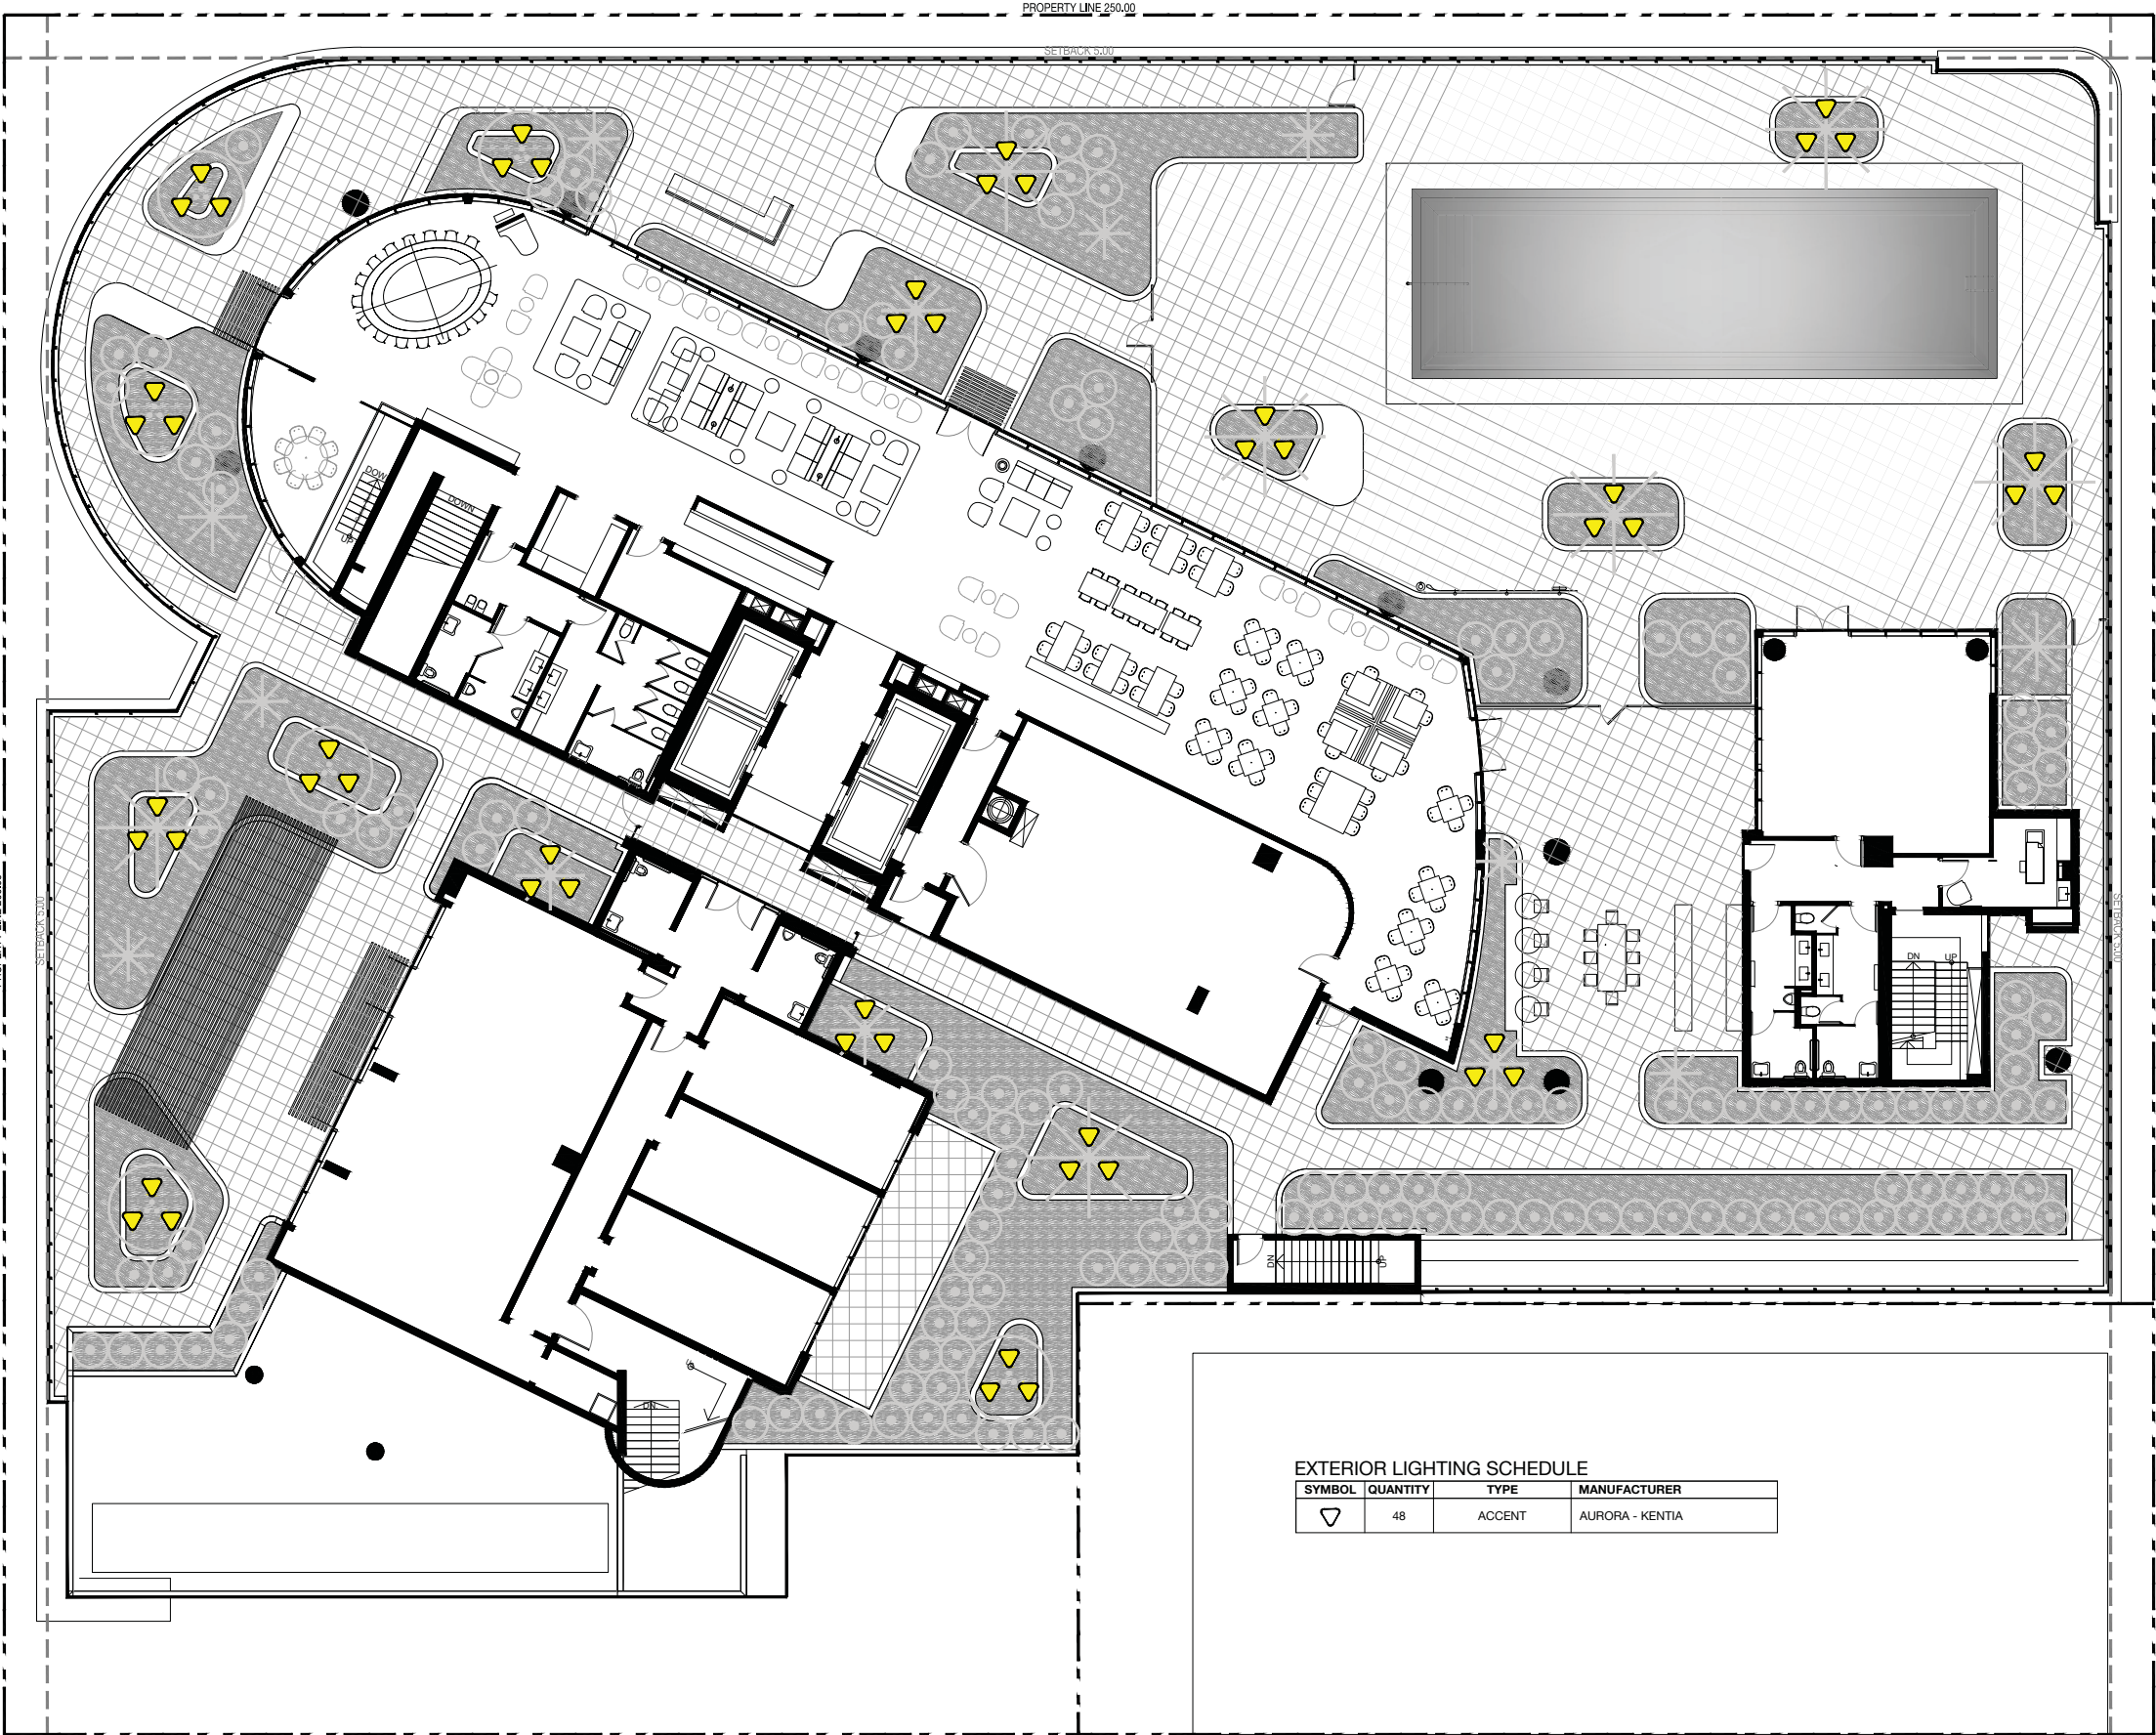 PROPERTY LINE 250.00
SETBACK 5.00
DOWN
DOWN
UP
SETBACK 5.00
SETBACK 5.00
DN
UP
DN
UP
DN
EXTERIOR LIGHTING SCHEDULE
SYMBOL QUANTITY TYPE MANUFACTURER
48 ACCENT AURORA - KENTIA